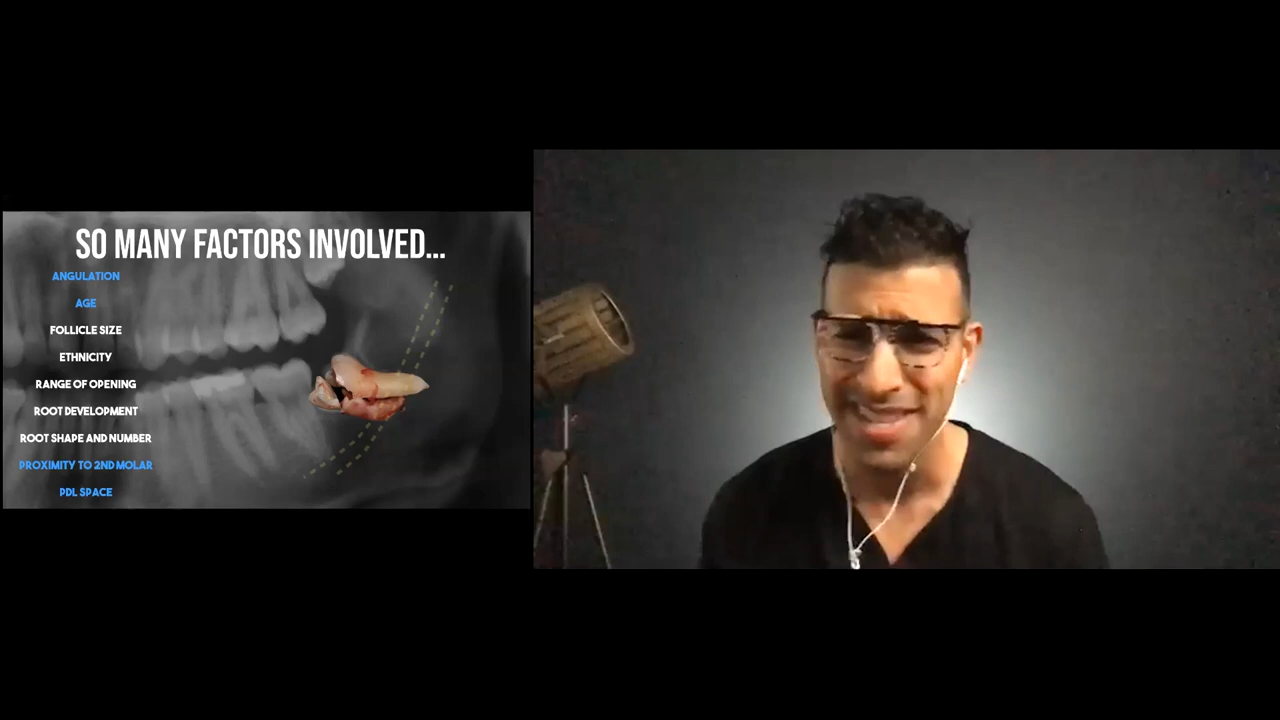 SO MANY FACTORS INVOLVED...
ANGULATION
AGE
FOLLICLE SIZE
ETHNICITY
RANGE OF OPENING
ROOT DEVELOPMENT
ROOT SHAPE AND NUMBER
PROXIMITY TO 2ND MOLAR
PDL SPACE